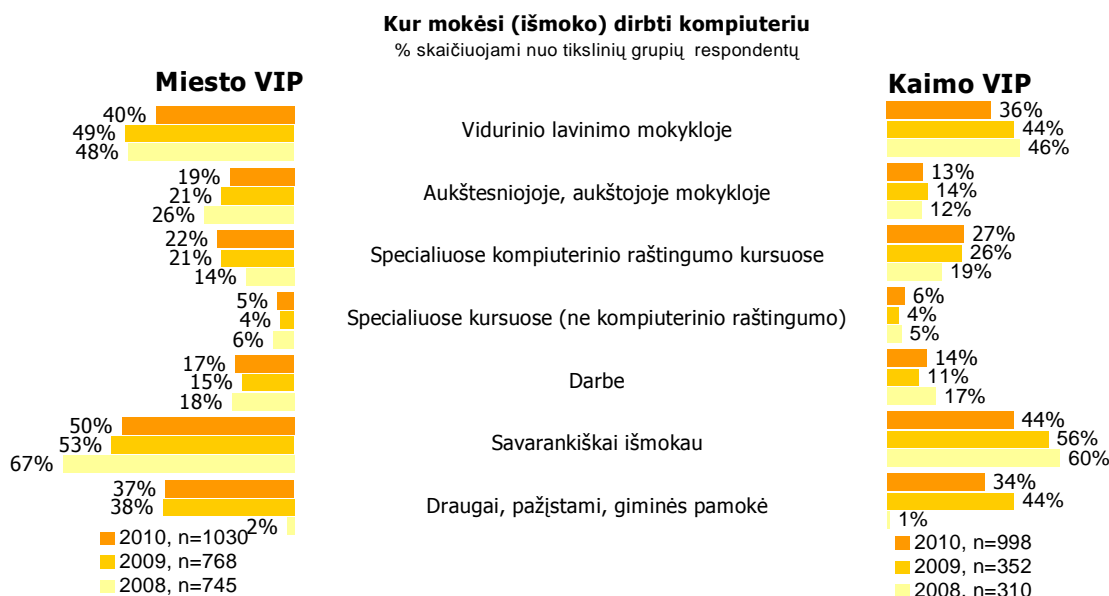 Kur mokėsi (išmoko) dirbti kompiuteriu
% skaičiuojami nuo tikslinių grupių respondentų
Miesto VIP
Kaimo VIP
40%
49%
48%
Vidurinio lavinimo mokykloje
36%
44%
46%
19%
21%
26%
Aukštesniojoje, aukštojoje mokykloje
13%
14%
12%
22%
21%
14%
Specialiuose kompiuterinio raštingumo kursuose
27%
26%
19%
5%
4%
6%
Specialiuose kursuose (ne kompiuterinio raštingumo)
6%
4%
5%
17%
15%
18%
Darbe
14%
11%
17%
50%
53%
67%
Savarankiškai išmokau
44%
56%
60%
37%
38%
2%
Draugai, pažįstami, giminės pamokė
34%
44%
1%
2010, n=1030
2009, n=768
2008, n=745
2010, n=998
2009, n=352
2008, n=310